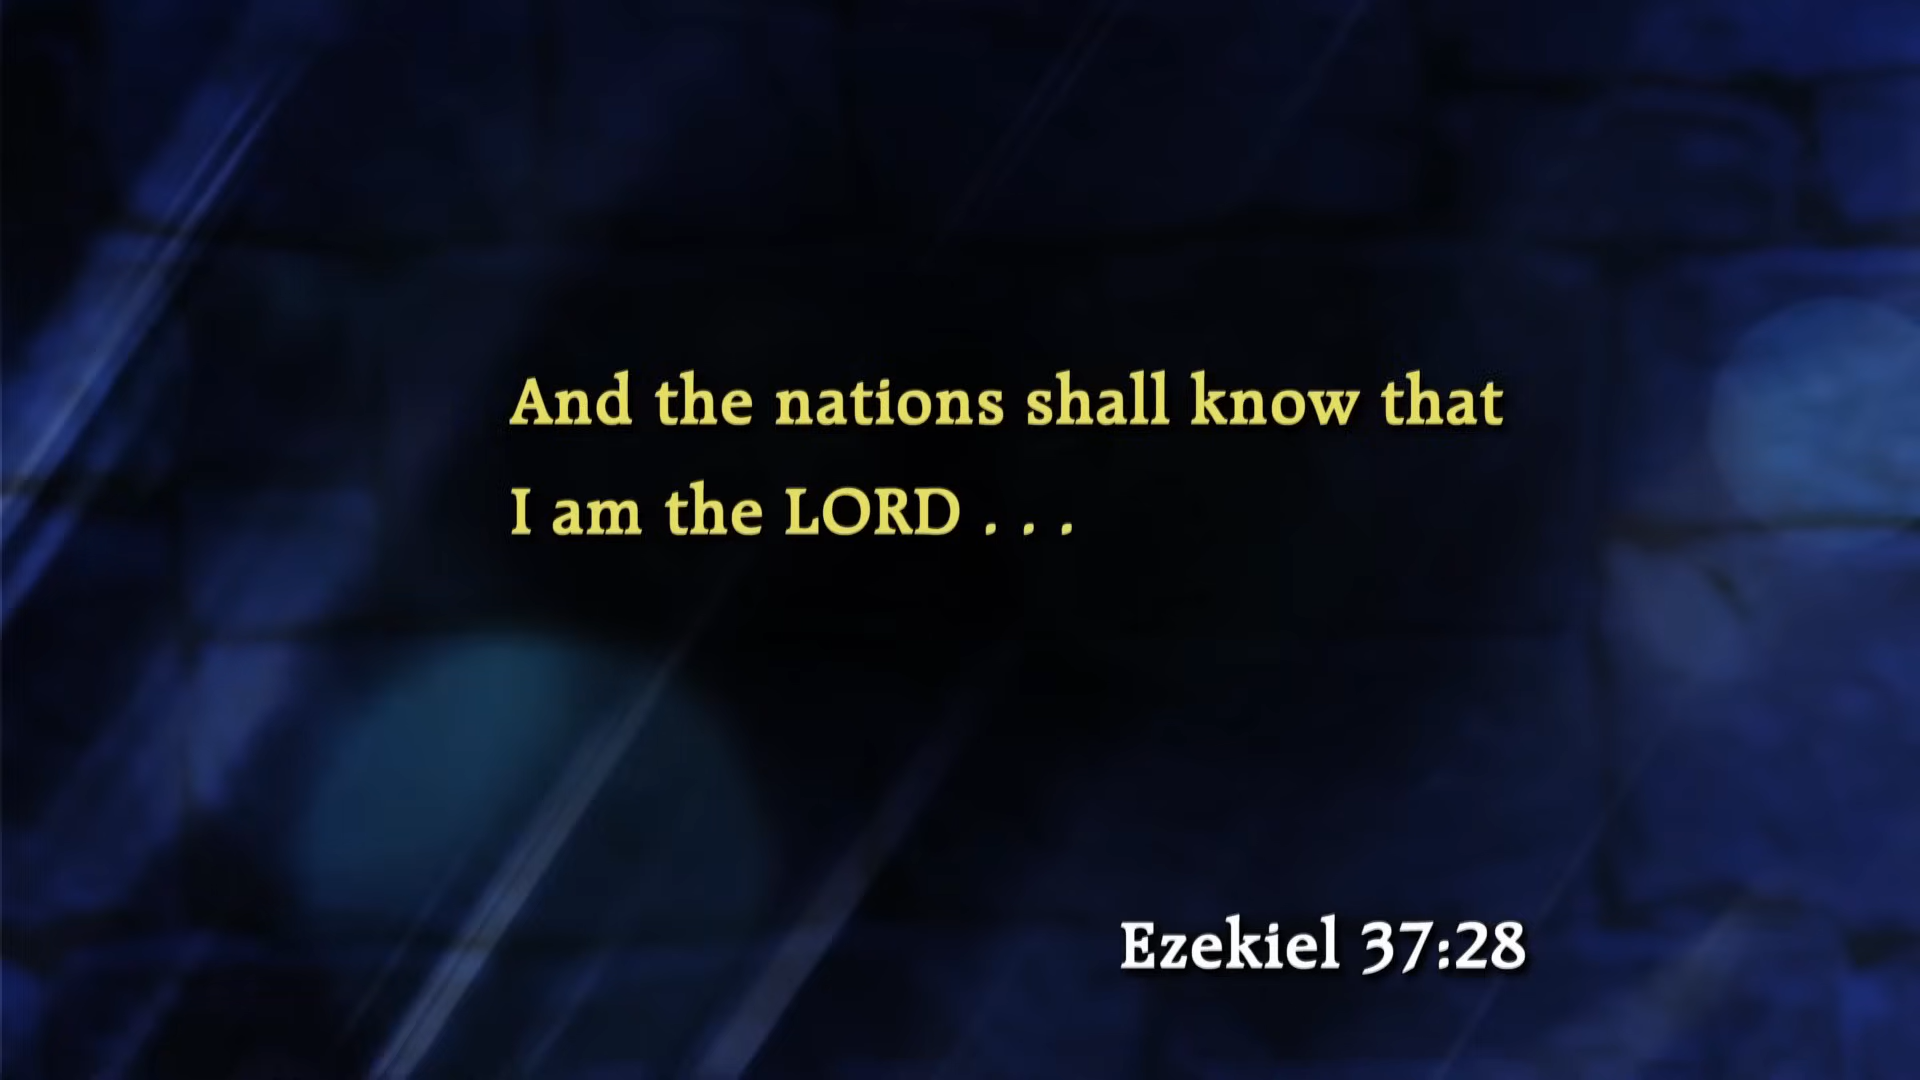 And the nations shall know that
I am the LORD . . .
Ezekiel 37:28